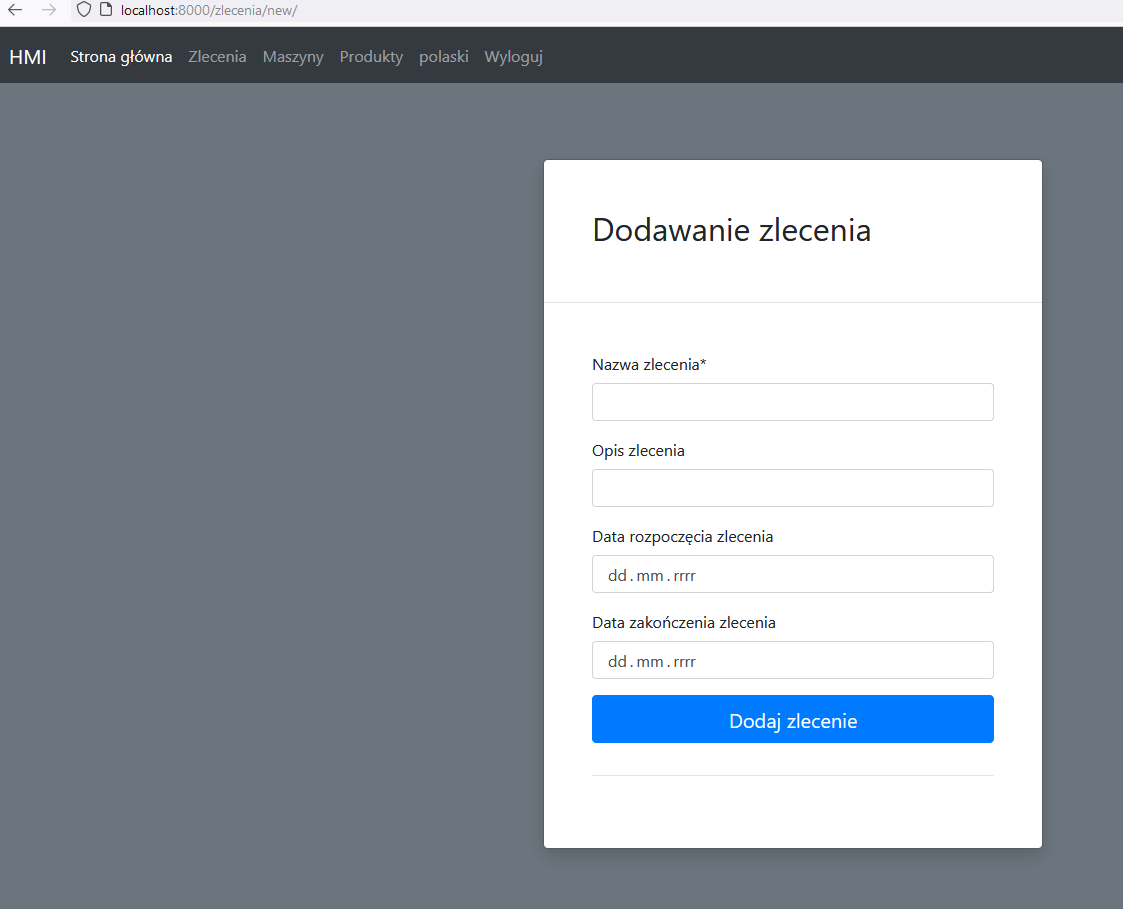 localhost:8000/zlecenia/new/
HMI Strona główna Zlecenia Maszyny Produkty polaski Wyloguj
Dodawanie zlecenia
Nazwa zlecenia*
Opis zlecenia
Data rozpoczęcia zlecenia
dd.mm.rrrr
Data zakończenia zlecenia
dd.mm.rrrr
Dodaj zlecenie